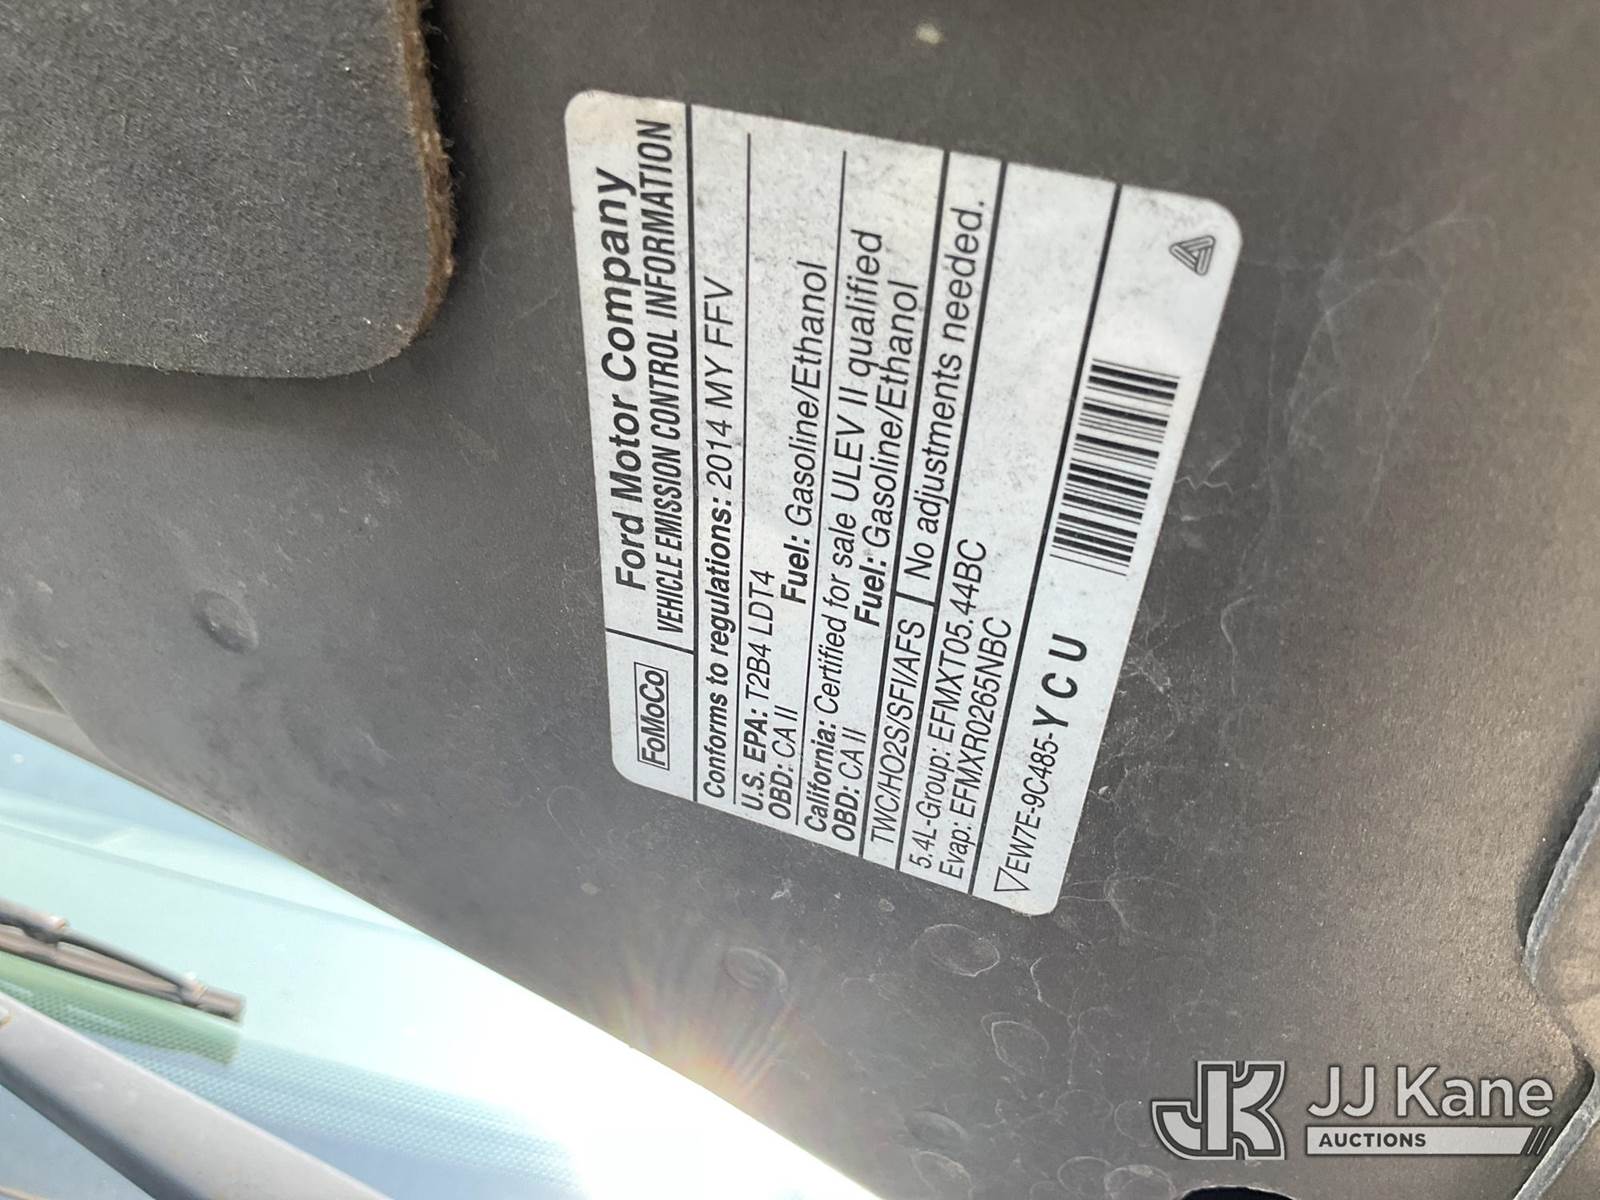 FoMoCo
Ford Motor Company
VEHICLE EMISSION CONTROL INFORMATION
Conforms to regulations: 2014 MY FFV
U.S. EPA: T2B4 LDT4
OBD: CA II Fuel: Gasoline/Ethanol
California: Certified for sale ULEV II qualified
OBD: CA II Fuel: Gasoline/Ethanol
TWC/HO2S/SFI/AFS No adjustments needed.
5.4L-Group: EFMXT05.44BC
Evap: EFMXR0265NBC
EW7E-9C485-YCU
JK JJ Kane
AUCTIONS